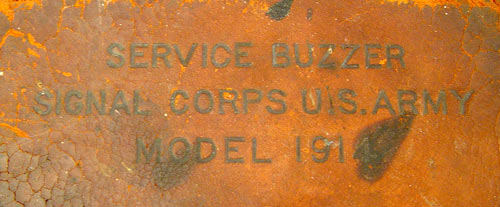 SERVICE BUZZER
SIGNAL CORPS U.S. ARMY
MODEL 1914